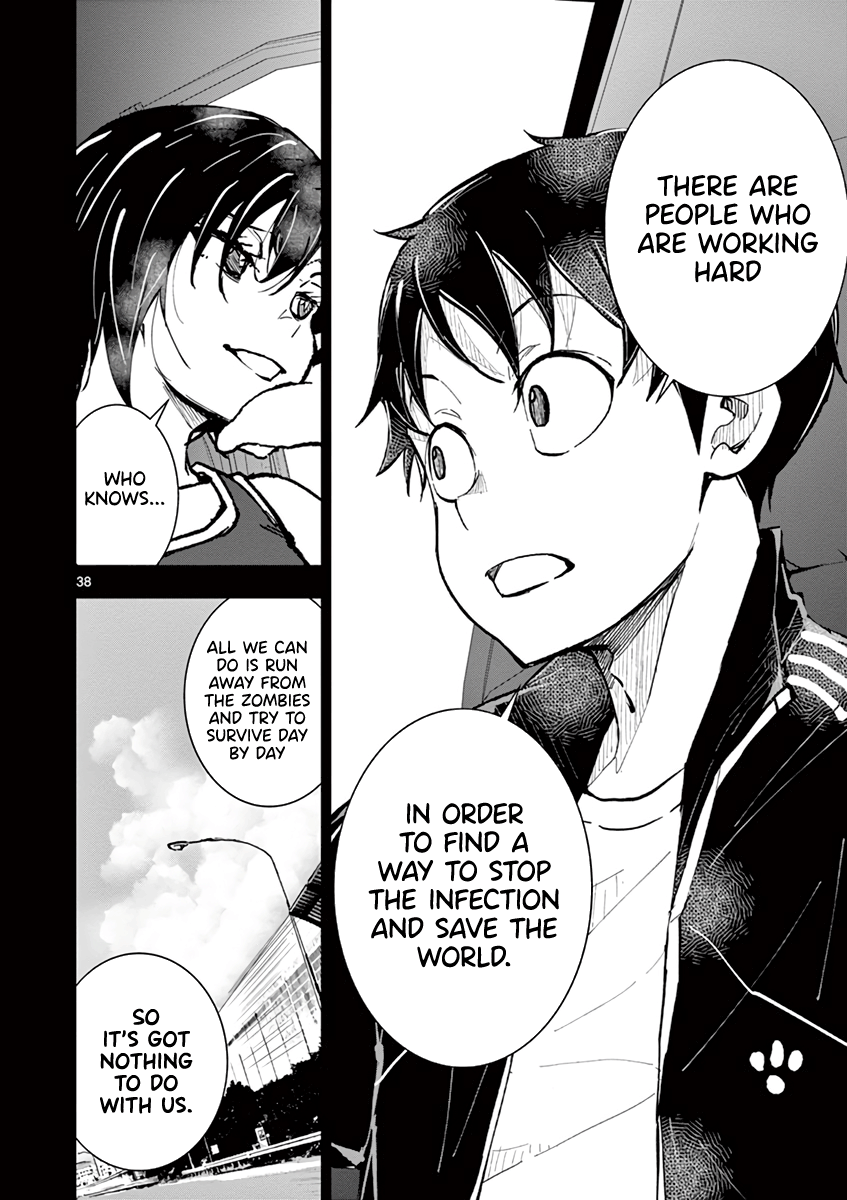 THERE ARE
PEOPLE WHO
ARE WORKING
HARD
IN ORDER
TO FIND A
WAY TO STOP
THE INFECTION
AND SAVE THE
WORLD.
WHO
KNOWS...
38
ALL WE CAN
DO IS RUN
AWAY FROM
THE ZOMBIES
AND TRY TO
SURVIVE DAY
BY DAY
SO
IT'S GOT
NOTHING
TO DO
WITH US.